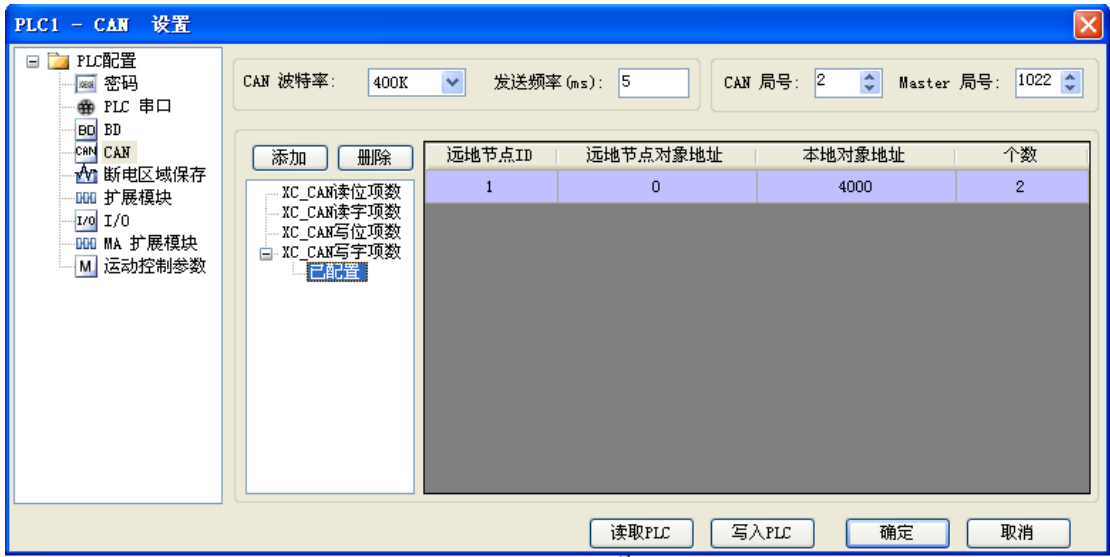 PLC1 - CAN 设置
PLC配置
密码
PLC 串口
BD BD
CAN CAN
断电区域保存
扩展模块
I/O I/O
MA 扩展模块
M 运动控制参数
CAN 波特率: 400K 发送频率(ms): 5 CAN 局号: 2 Master 局号: 1022
添加 删除
XC_CAN读位项数
XC_CAN读字项数
XC_CAN写位项数
XC_CAN写字项数
已配置
远地节点ID 远地节点对象地址 本地对象地址 个数
1 0 4000 2
读取PLC 写入PLC 确定 取消